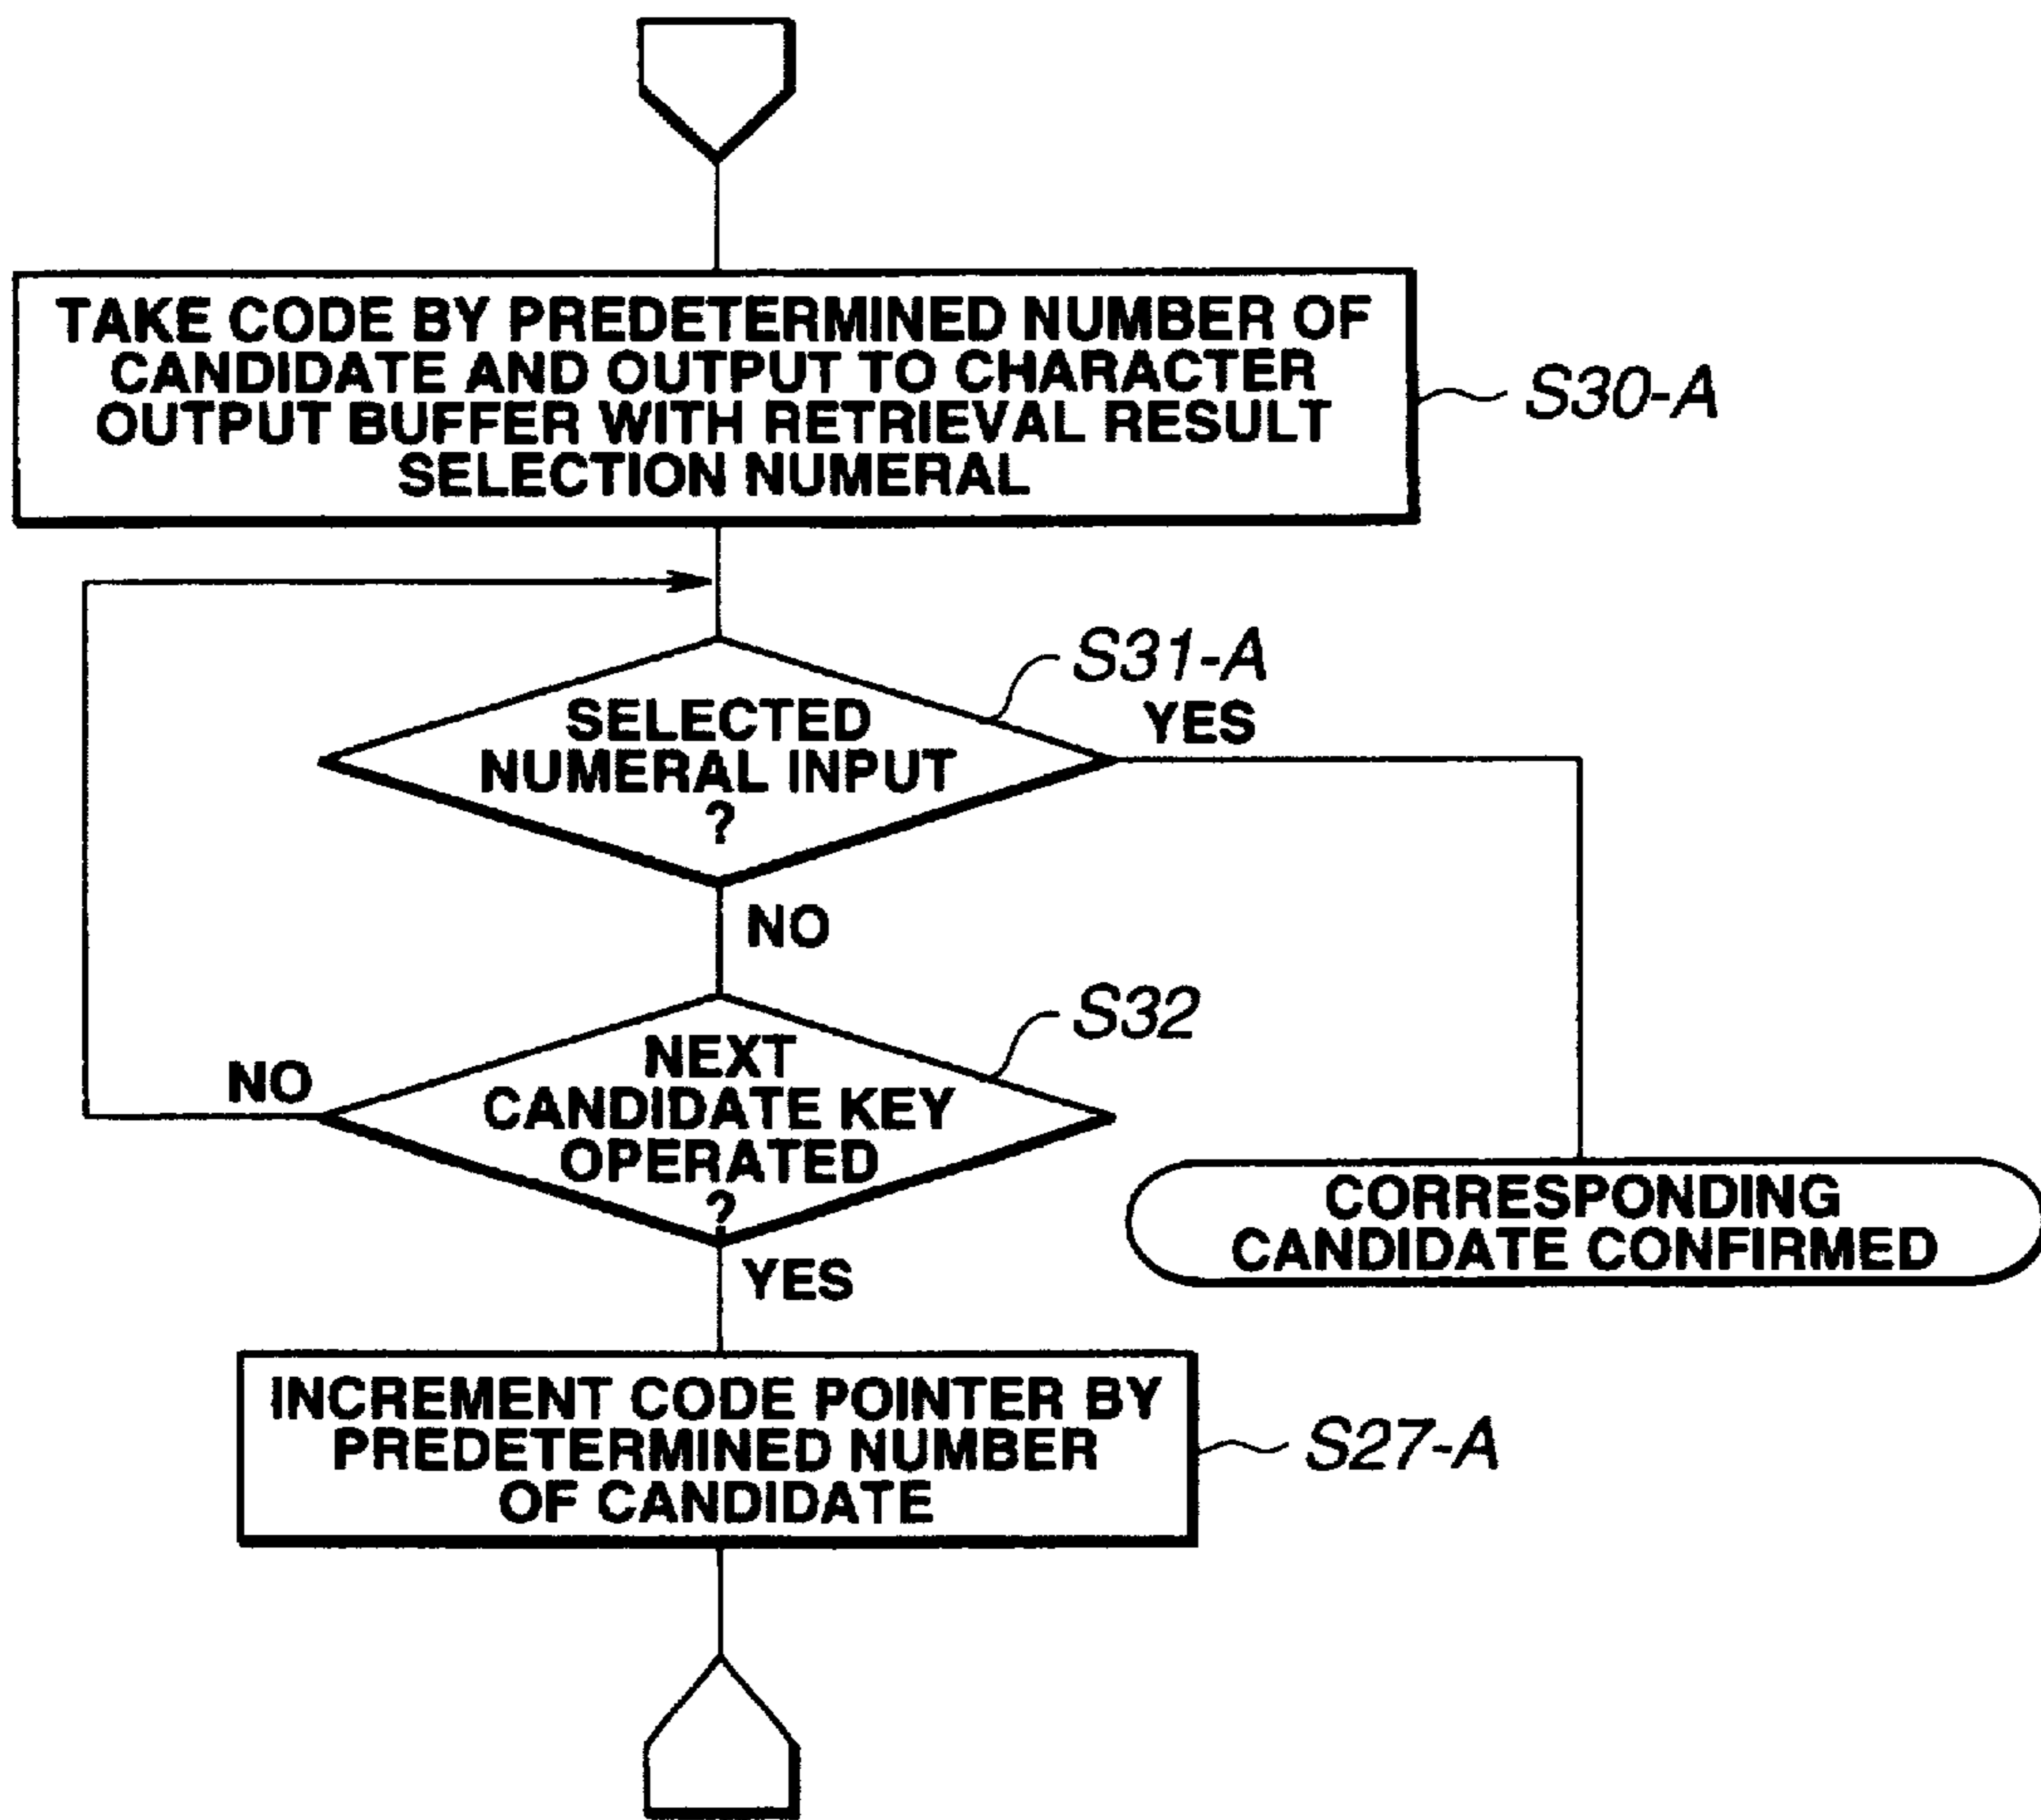 TAKE CODE BY PREDETERMINED NUMBER OF
CANDIDATE AND OUTPUT TO CHARACTER
OUTPUT BUFFER WITH RETRIEVAL RESULT
SELECTION NUMERAL
S30-A
S31-A
SELECTED
NUMERAL INPUT
?
YES
NO
S32
NEXT
CANDIDATE KEY
OPERATED
?
NO
YES
CORRESPONDING
CANDIDATE CONFIRMED
INCREMENT CODE POINTER BY
PREDETERMINED NUMBER
OF CANDIDATE
S27-A